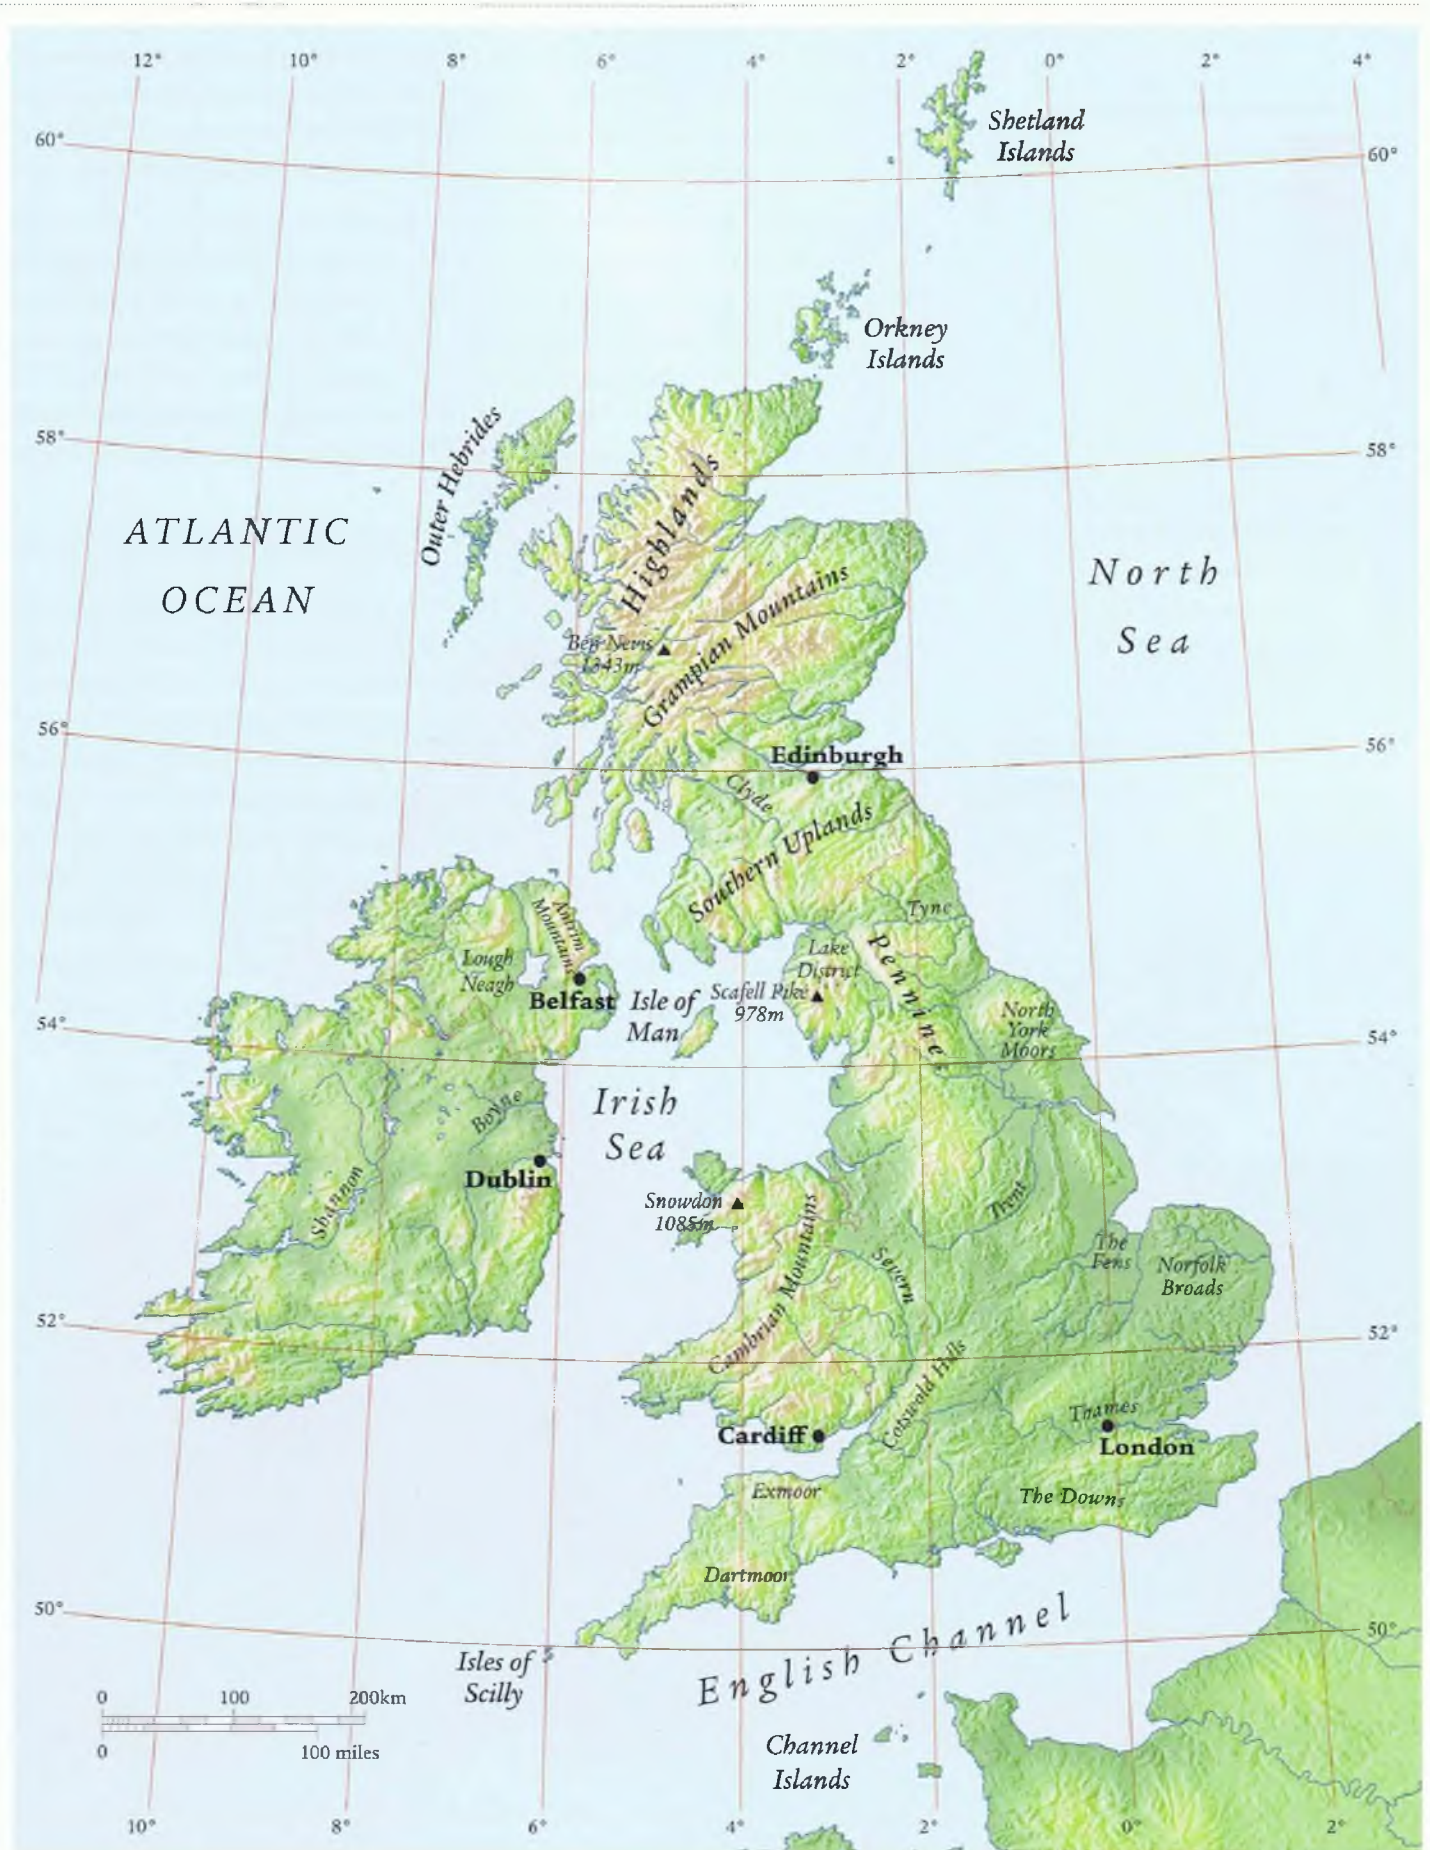 12° 10° 8° 6° 4° 2° 0° 2° 4°
Shetland
Islands
60° 60°
Orkney
Islands
58° 58°
Outer Hebrides
Highlands
ATLANTIC
OCEAN
North
Sea
Grampian Mountains
Ben Nevis
1343m
56° 56°
Edinburgh
Clyde
Southern Uplands
Tyne
Antrim
Mountains
Lough
Neagh
Belfast
Isle of
Man
Lake
District
Scafell Pike
978m
Pennine
North
York
Moors
54° 54°
Irish
Sea
Boyne
Dublin
Shannon
Snowdon
1085m
Cambrian Mountains
Severn
Trent
The
Fens
Norfolk
Broads
52° 52°
Cotswold Hills
Thames
London
Cardiff
Exmoor
The Downs
Dartmoor
50° 50°
English Channel
Isles of
Scilly
Channel
Islands
0 100 200km
0 100 miles
10° 8° 6° 4° 2° 0° 2°